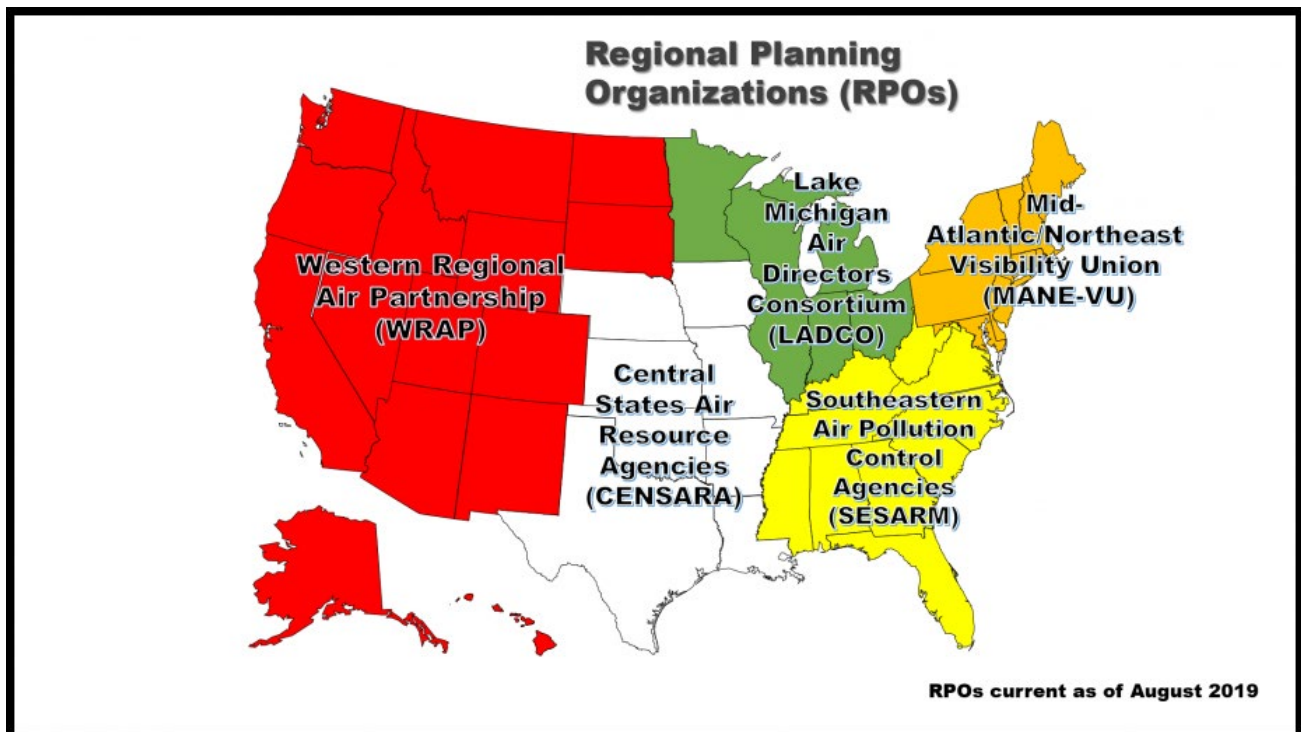 Regional Planning
Organizations (RPOs)
Western Regional
Air Partnership
(WRAP)
Lake
Michigan
Air
Directors
Consortium
(LADCO)
Mid-
Atlantic/Northeast
Visibility Union
(MANE-VU)
Central
States Air
Resource
Agencies
(CENSARA)
Southeastern
Air Pollution
Control
Agencies
(SESARM)
RPOs current as of August 2019